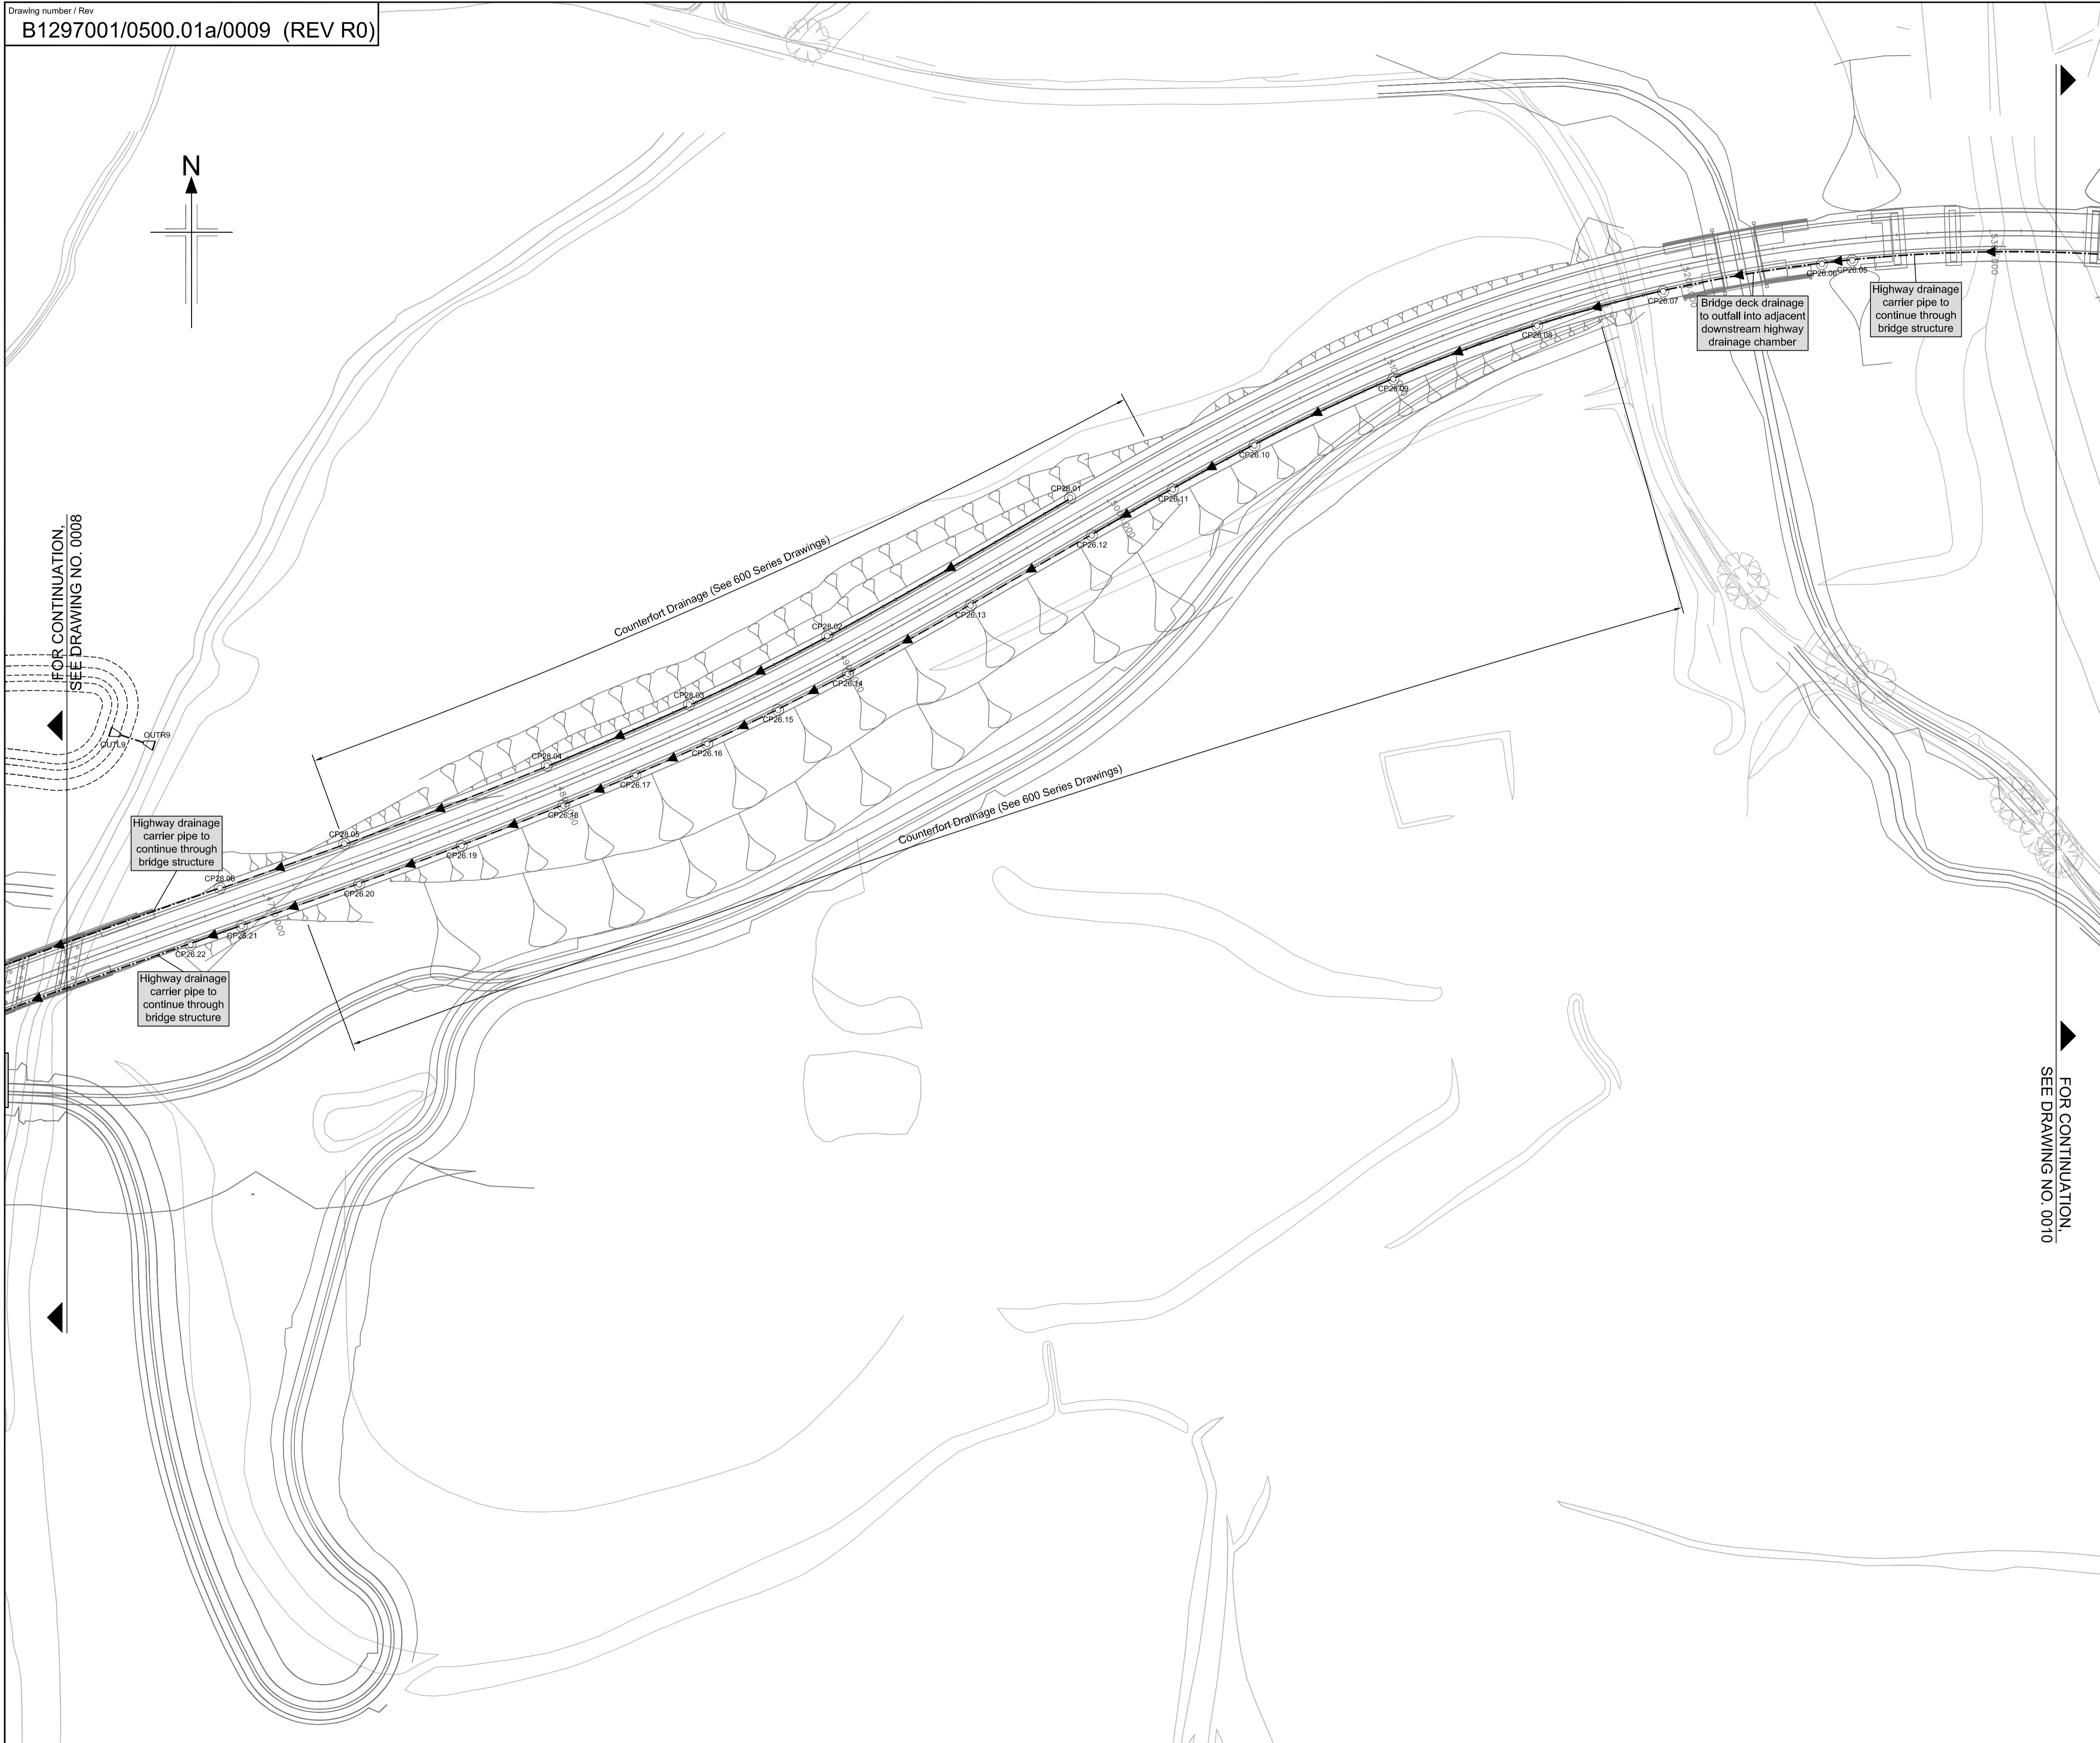 Drawing number / Rev
B1297001/0500.01a/0009 (REV R0)
N
CP26.06
CP26.05
CP26.07
Bridge deck drainage
to outfall into adjacent
downstream highway
drainage chamber
Highway drainage
carrier pipe to
continue through
bridge structure
CP26.08
CP26.09
CP26.10
CP28.01
CP26.11
CP26.12
Counterfort Drainage (See 600 Series Drawings)
FOR CONTINUATION,
SEE DRAWING NO. 0008
CP26.13
CP28.02
CP26.14
CP28.03
CP26.15
OUTL9
OUTR9
CP26.16
CP28.04
CP26.17
Counterfort Drainage (See 600 Series Drawings)
CP26.18
Highway drainage
carrier pipe to
continue through
bridge structure
CP28.05
CP26.19
CP28.06
CP26.20
CP26.21
CP26.22
Highway drainage
carrier pipe to
continue through
bridge structure
FOR CONTINUATION,
SEE DRAWING NO. 0010